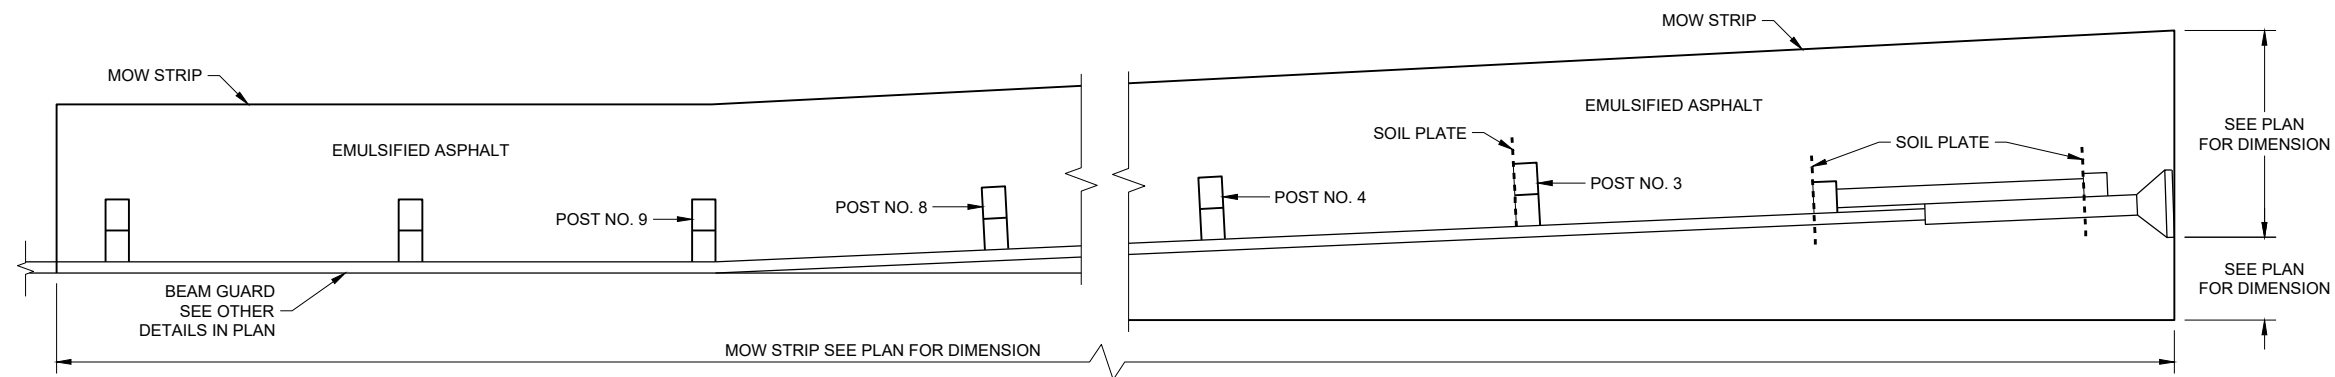 MOW STRIP
MOW STRIP
EMULSIFIED ASPHALT
SEE PLAN
FOR DIMENSION
SOIL PLATE
SOIL PLATE
EMULSIFIED ASPHALT
POST NO. 3
POST NO. 4
POST NO. 8
POST NO. 9
SEE PLAN
FOR DIMENSION
BEAM GUARD
SEE OTHER
DETAILS IN PLAN
MOW STRIP SEE PLAN FOR DIMENSION